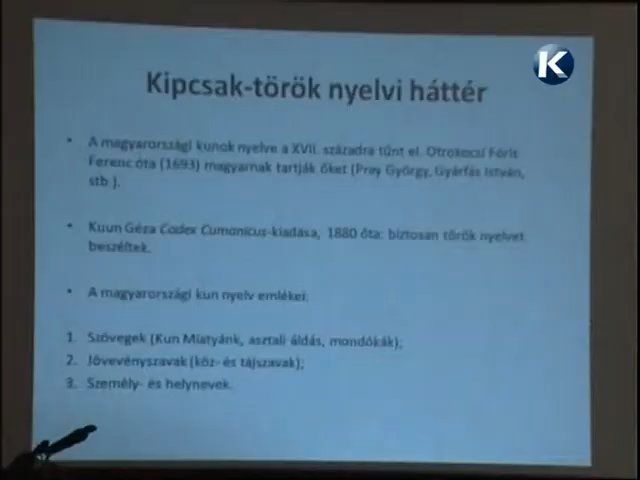 K
Kipcsak-török nyelvi háttér
• A magyarországi kunok nyelve a XVII. századra tűnt el. Otrokocsi Fóris
Ferenc óta (1693) magyarnak tartják őket (Pray György, Gyárfás István,
stb.).
• Kuun Géza Codex Cumanicus-kiadása, 1880 óta: biztosan török nyelvet
beszéltek.
• A magyarországi kun nyelv emlékei:
1. Szövegek (Kun Miatyánk, asztali áldás, mondókák);
2. Jövevényszavak (köz- és tájszavak);
3. Személy- és helynevek.